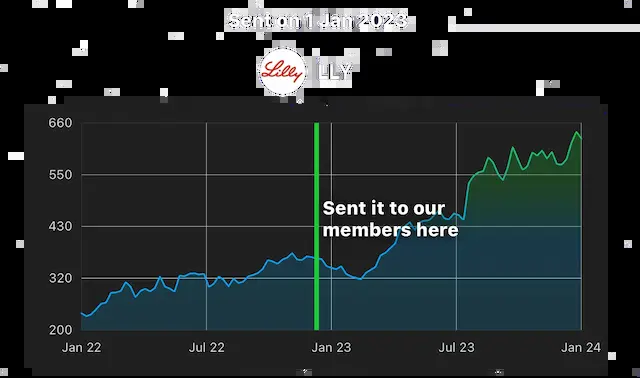 Sent on 1 Jan 2023
Lilly LLY
660
550
430
320
200
Sent it to our
members here
Jan 22 Jul 22 Jan 23 Jul 23 Jan 24